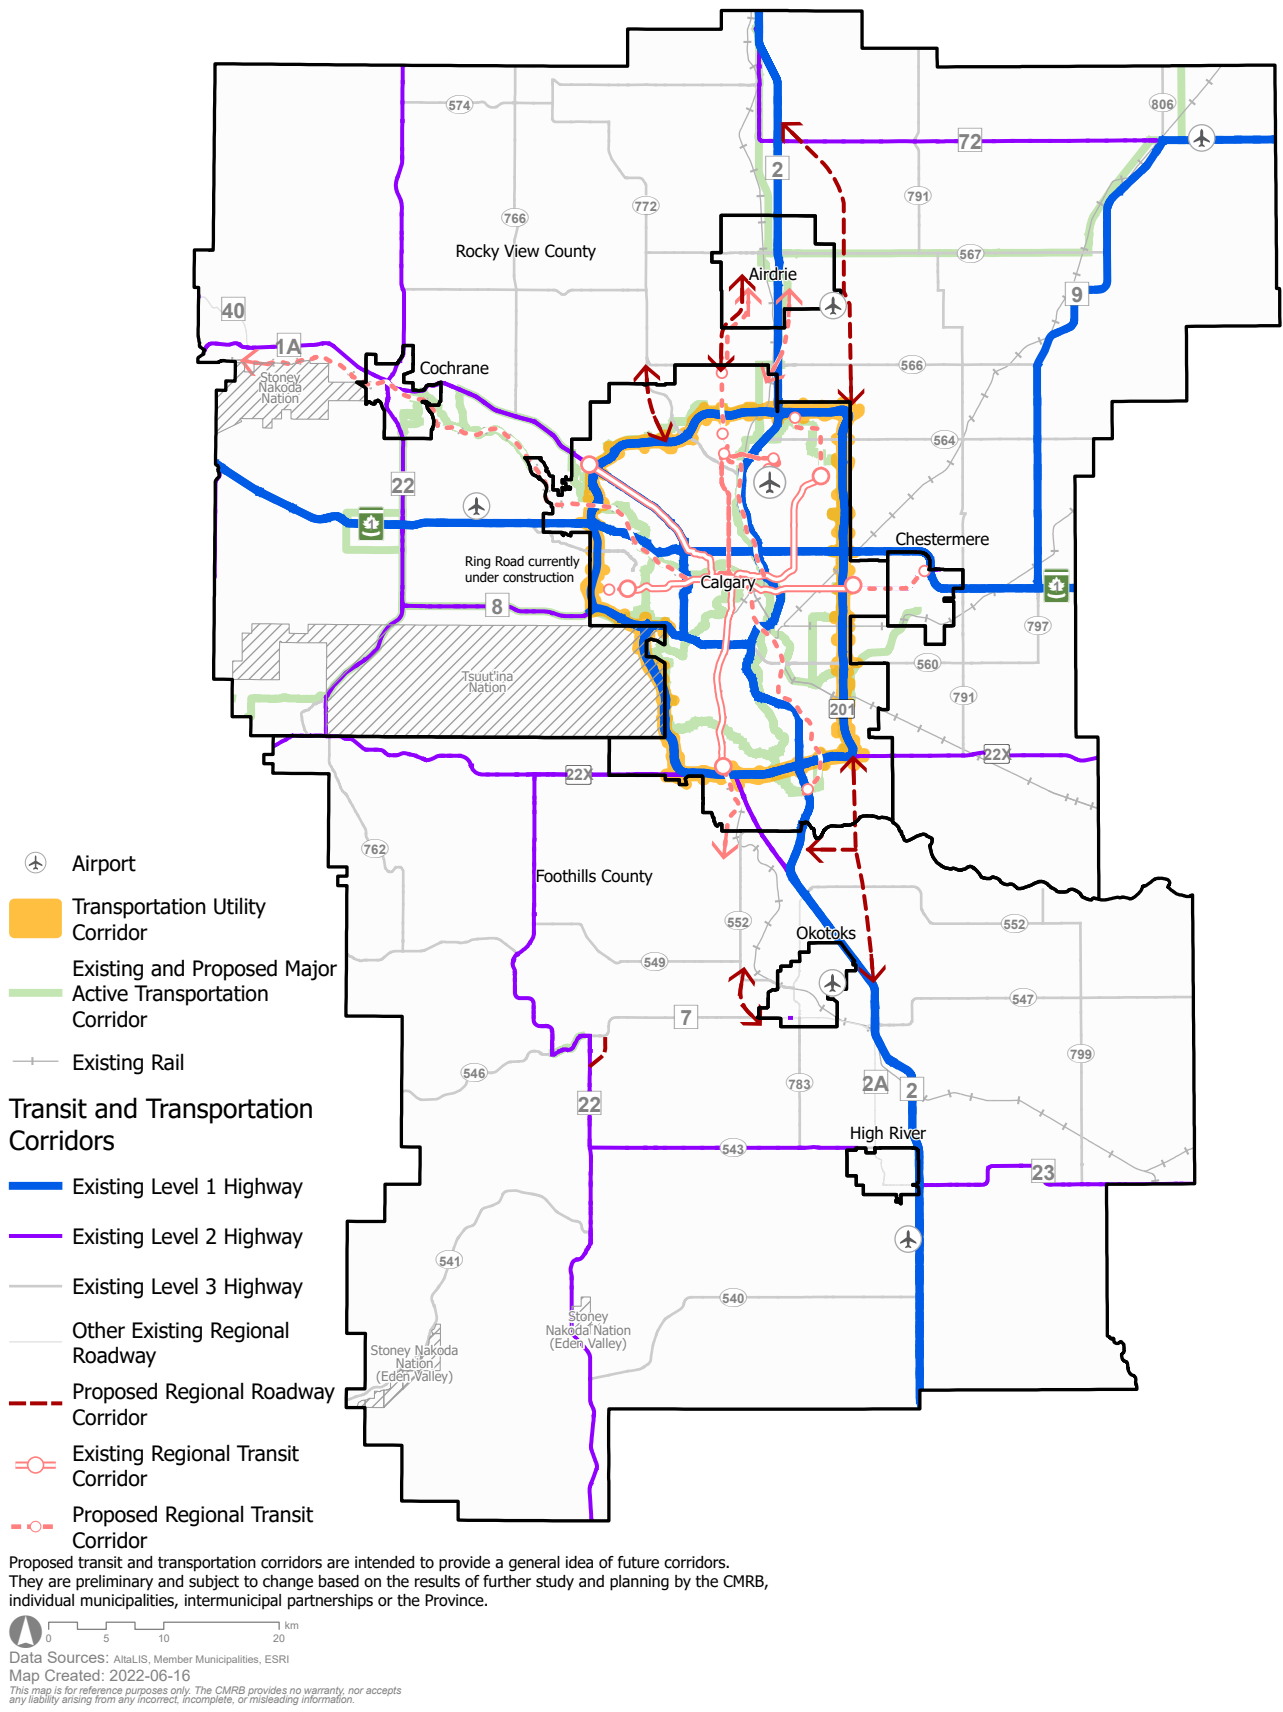 574
806
72
2
766
772
791
Rocky View County
567
Airdrie
40
9
1A
Cochrane
566
Stoney
Nakoda
Nation
564
22
1
Chestermere
Ring Road currently
under construction
Calgary
1
8
797
560
Tsuut'ina
Nation
791
201
22X
22X
762
Airport
Foothills County
Transportation Utility
Corridor
552
552
Okotoks
Existing and Proposed Major
Active Transportation
Corridor
549
547
7
Existing Rail
546
799
783
2A
2
22
Transit and Transportation
Corridors
High River
543
23
Existing Level 1 Highway
Existing Level 2 Highway
541
Existing Level 3 Highway
540
Stoney
Nakoda Nation
(Eden Valley)
Other Existing Regional
Roadway
Stoney Nakoda
Nation
(Eden Valley)
Proposed Regional Roadway
Corridor
Existing Regional Transit
Corridor
Proposed Regional Transit
Corridor
Proposed transit and transportation corridors are intended to provide a general idea of future corridors.
They are preliminary and subject to change based on the results of further study and planning by the CMRB,
individual municipalities, intermunicipal partnerships or the Province.
km
0 5 10 20
Data Sources: AltaLIS, Member Municipalities, ESRI
Map Created: 2022-06-16
This map is for reference purposes only. The CMRB provides no warranty, nor accepts
any liability arising from any incorrect, incomplete, or misleading information.